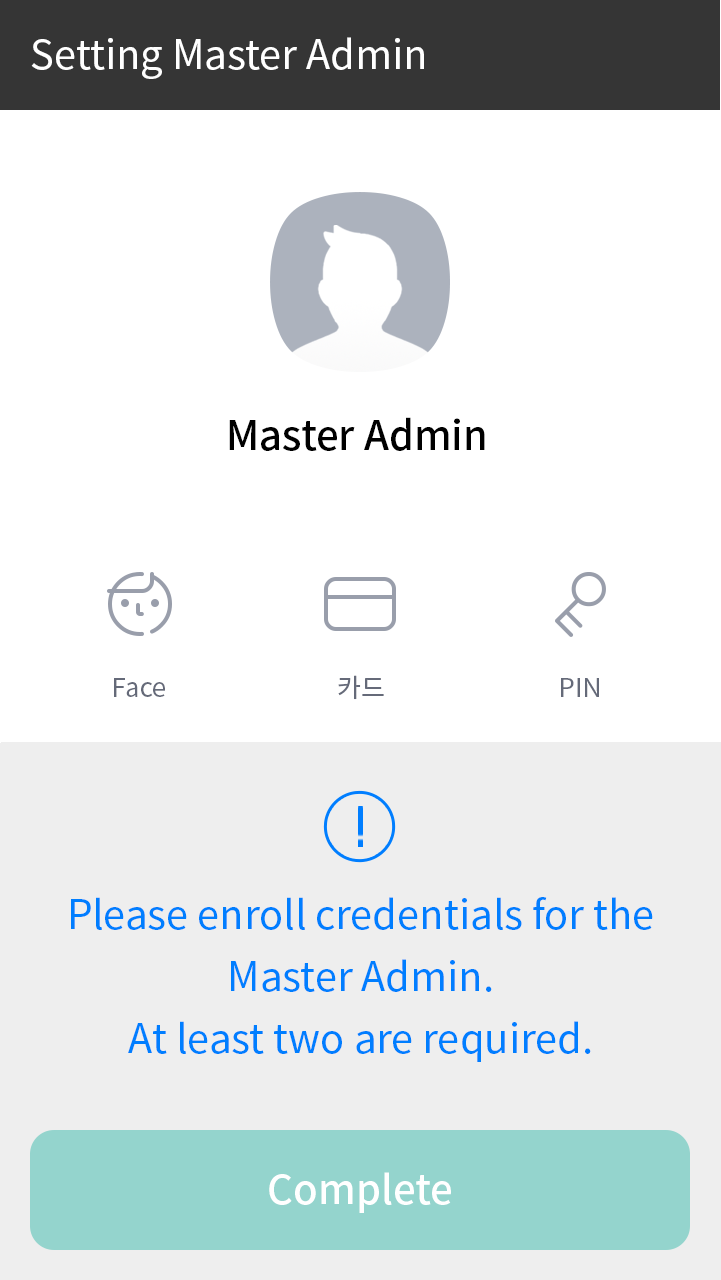 Setting Master Admin
Master Admin
Face
카드
PIN
Please enroll credentials for the
Master Admin.
At least two are required.
Complete